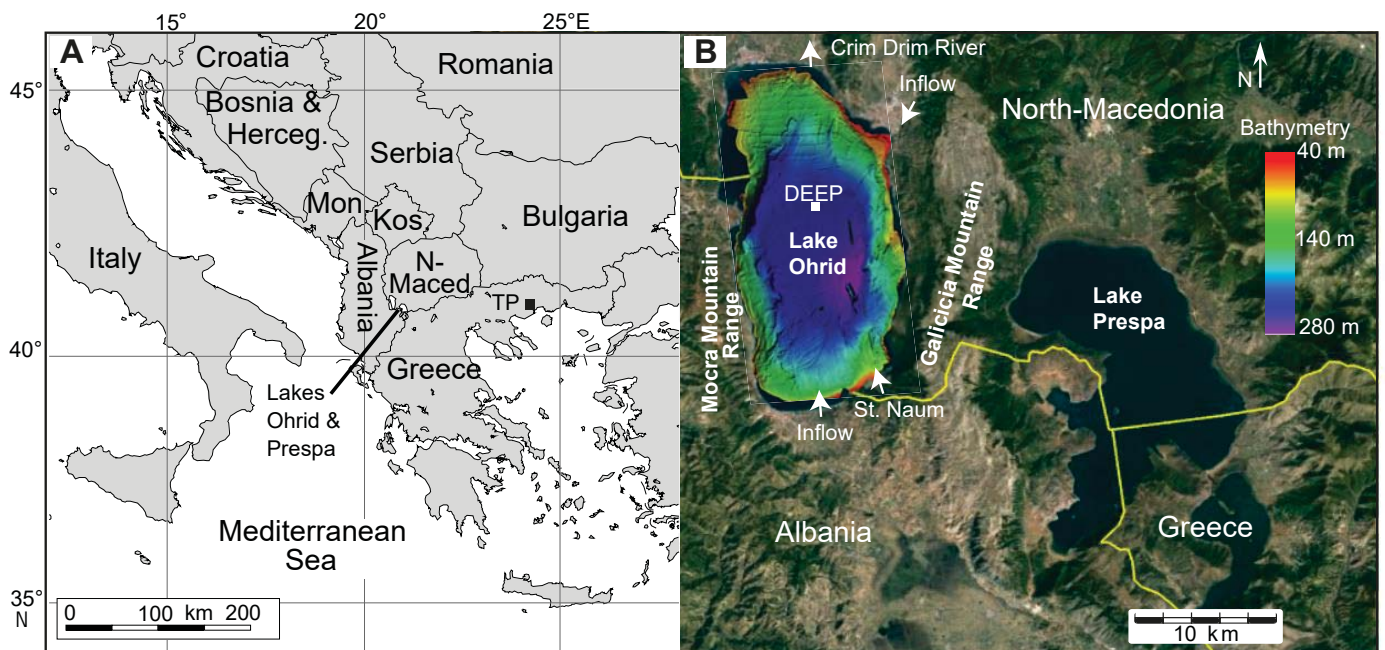 15°
20°
25°E
A
Croatia
Romania
45°
Bosnia &
Herceg.
Serbia
Mon.
Kos.
Bulgaria
Italy
Albania
N-
Maced
TP
40°
Greece
Lakes
Ohrid &
Prespa
Mediterranean
Sea
35°
N
0 100 km 200
B
Crim Drim River
Inflow
N
North-Macedonia
Bathymetry
40 m
140 m
280 m
DEEP
Lake
Ohrid
Mocra Mountain
Range
Galicicia Mountain
Range
Lake
Prespa
St. Naum
Inflow
Albania
Greece
10 km